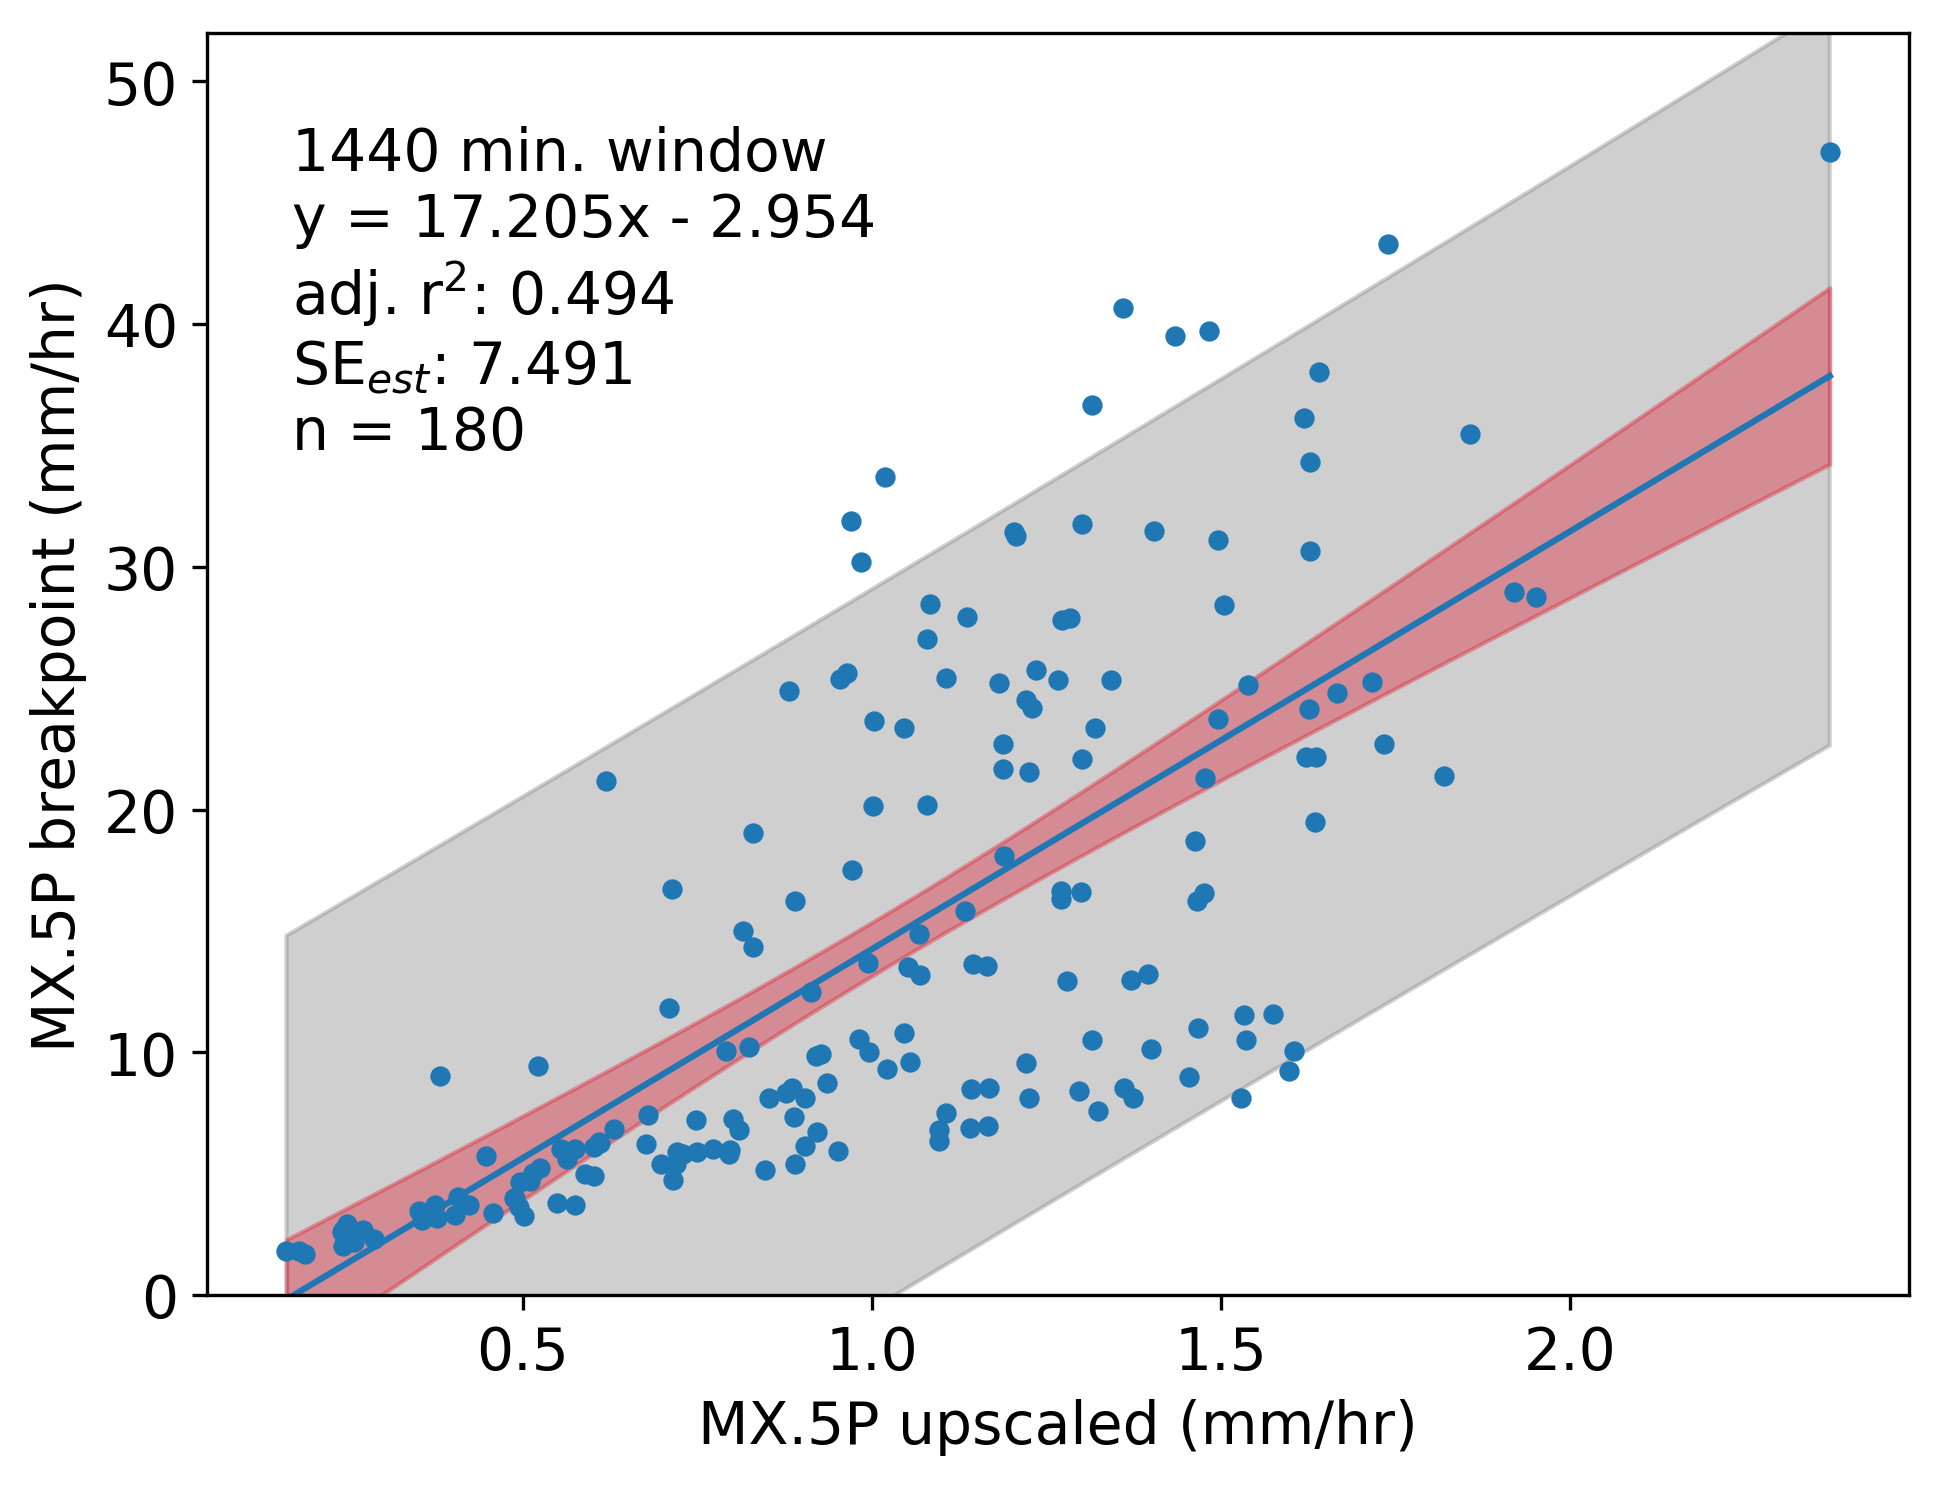 50
40
30
20
10
0
MX.5P breakpoint (mm/hr)
1440 min. window
y = 17.205x - 2.954
adj. r²: 0.494
SEest: 7.491
n = 180
0.5 1.0 1.5 2.0
MX.5P upscaled (mm/hr)